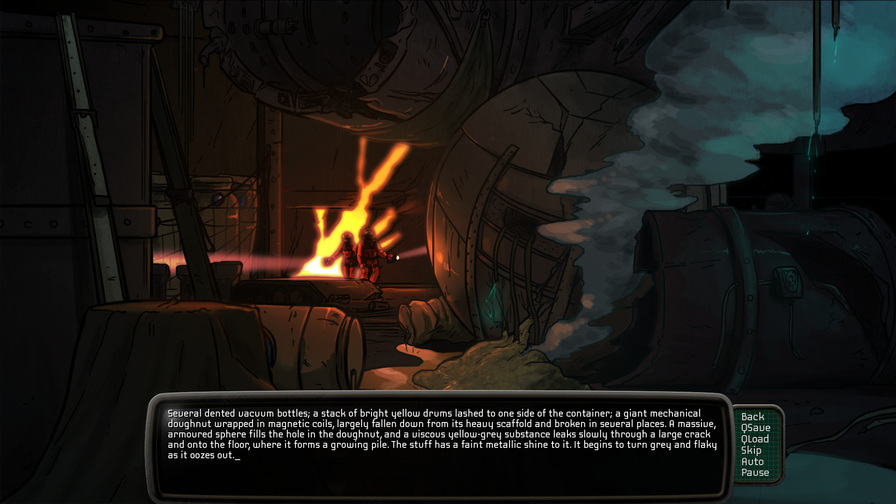 Several dented vacuum bottles; a stack of bright yellow drums lashed to one side of the container; a giant mechanical
doughnut wrapped in magnetic coils, largely fallen down from its heavy scaffold and broken in several places. A massive,
armoured sphere fills the hole in the doughnut, and a viscous yellow-grey substance leaks slowly through a large crack
and onto the floor, where it forms a growing pile. The stuff has a faint metallic shine to it. It begins to turn grey and flaky
as it oozes out._
Back
QSave
QLoad
Skip
Auto
Pause